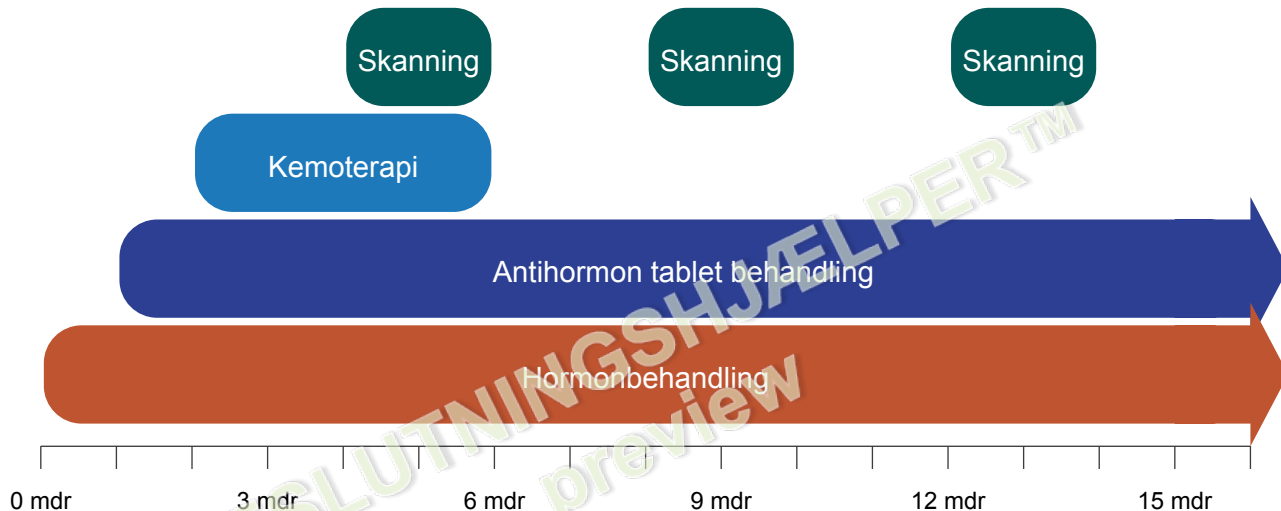 Skanning Skanning Skanning
Kemoterapi
Antihormon tablet behandling
Hormonbehandling
0 mdr 3 mdr 6 mdr 9 mdr 12 mdr 15 mdr
SLUTNINGSHJÆLPER™
preview